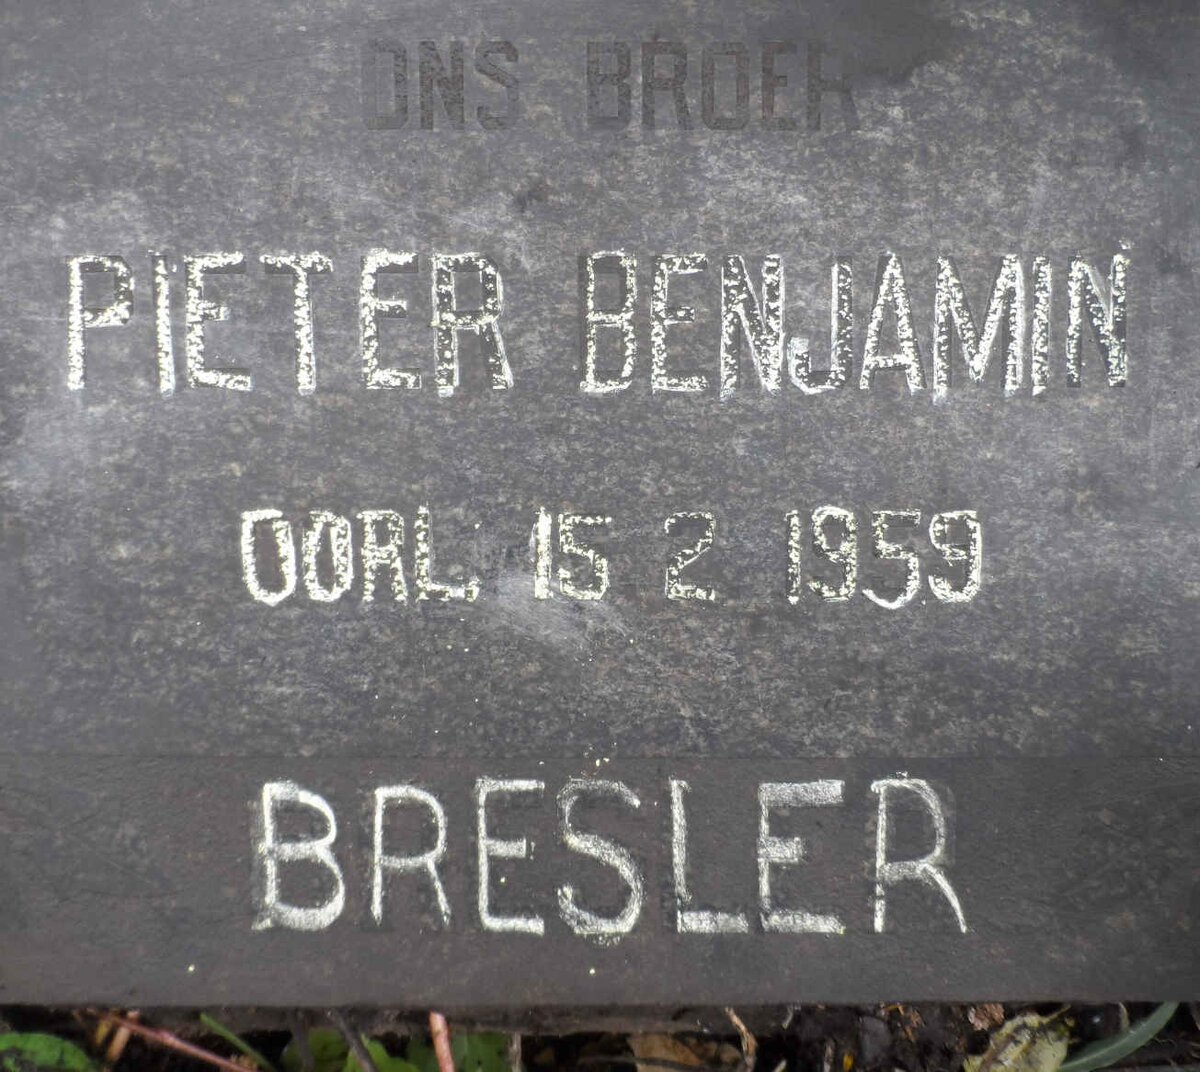 ONS BROER
PIETER BENJAMIN
OORL. 15 2 1959
BRESLER